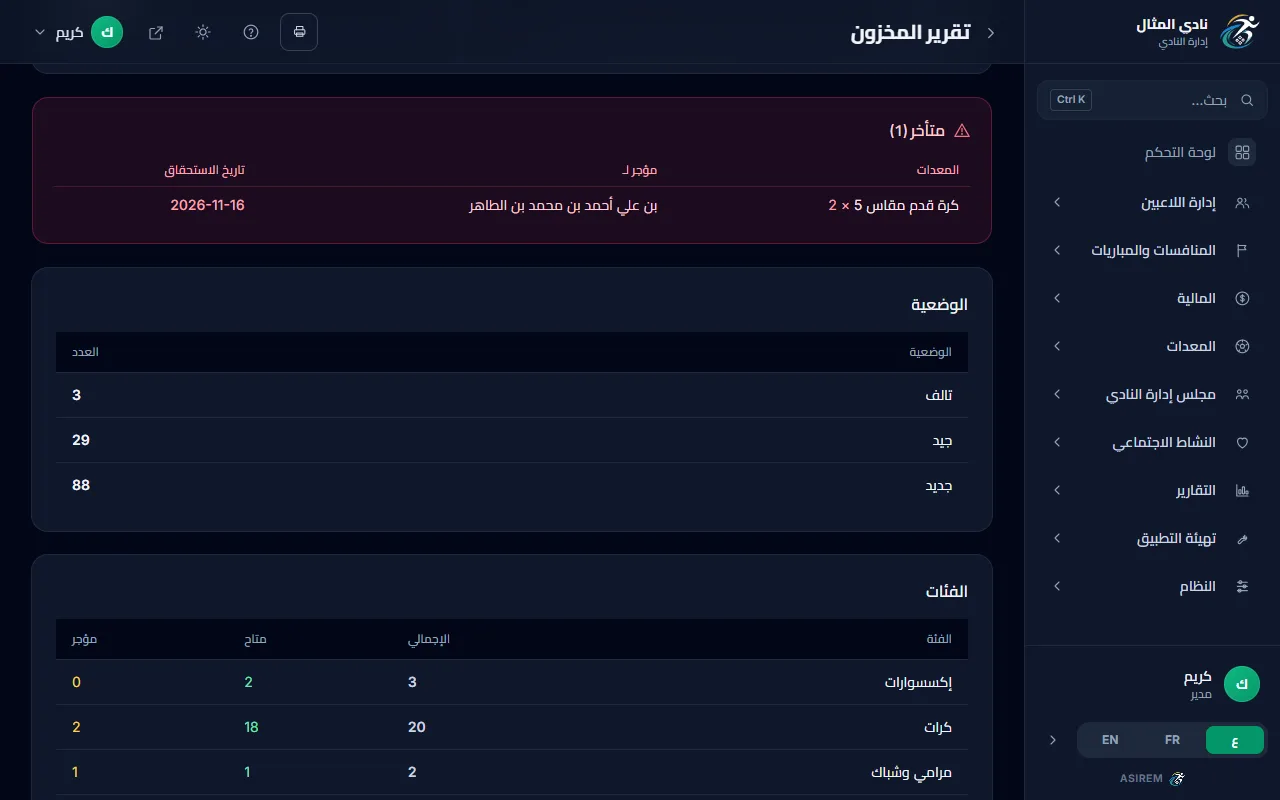 نادي المثال
إدارة النادي
بحث...
Ctrl K
لوحة التحكم
إدارة اللاعبين
المنافسات والمباريات
المالية
المعدات
مجلس إدارة النادي
النشاط الاجتماعي
التقارير
تهيئة التطبيق
النظام
ك
كريم
مدير
ع
FR
EN
ASIREM
تقرير المخزون
ك
كريم
متأخر (1)
المعدات
مؤجر لـ
تاريخ الاستحقاق
كرة قدم مقاس 5 × 2
بن علي أحمد بن محمد بن الطاهر
2026-11-16
الوضعية
الوضعية
العدد
تالف
3
جيد
29
جديد
88
الفئات
الفئة
الإجمالي
متاح
مؤجر
إكسسوارات
3
2
0
كرات
20
18
2
مرامي وشباك
2
1
1